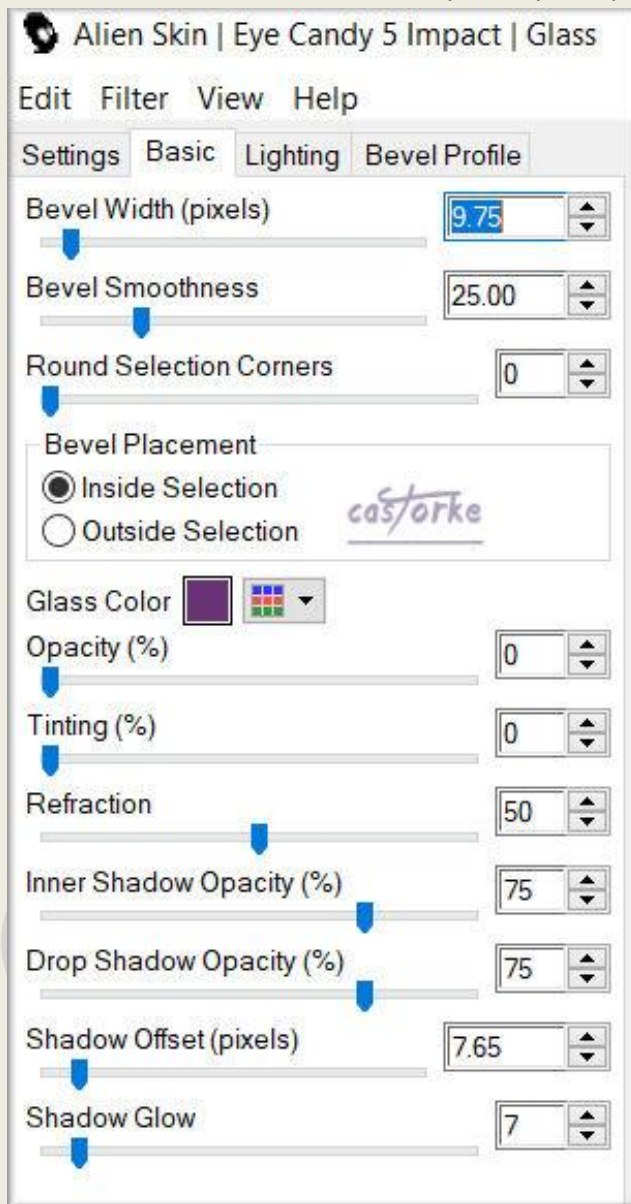 Alien Skin | Eye Candy 5 Impact | Glass
Edit Filter View Help
Settings Basic Lighting Bevel Profile
Bevel Width (pixels) 9.75
Bevel Smoothness 25.00
Round Selection Corners 0
Bevel Placement
Inside Selection
Outside Selection
castorke
Glass Color
Opacity (%) 0
Tinting (%) 0
Refraction 50
Inner Shadow Opacity (%) 75
Drop Shadow Opacity (%) 75
Shadow Offset (pixels) 7.65
Shadow Glow 7